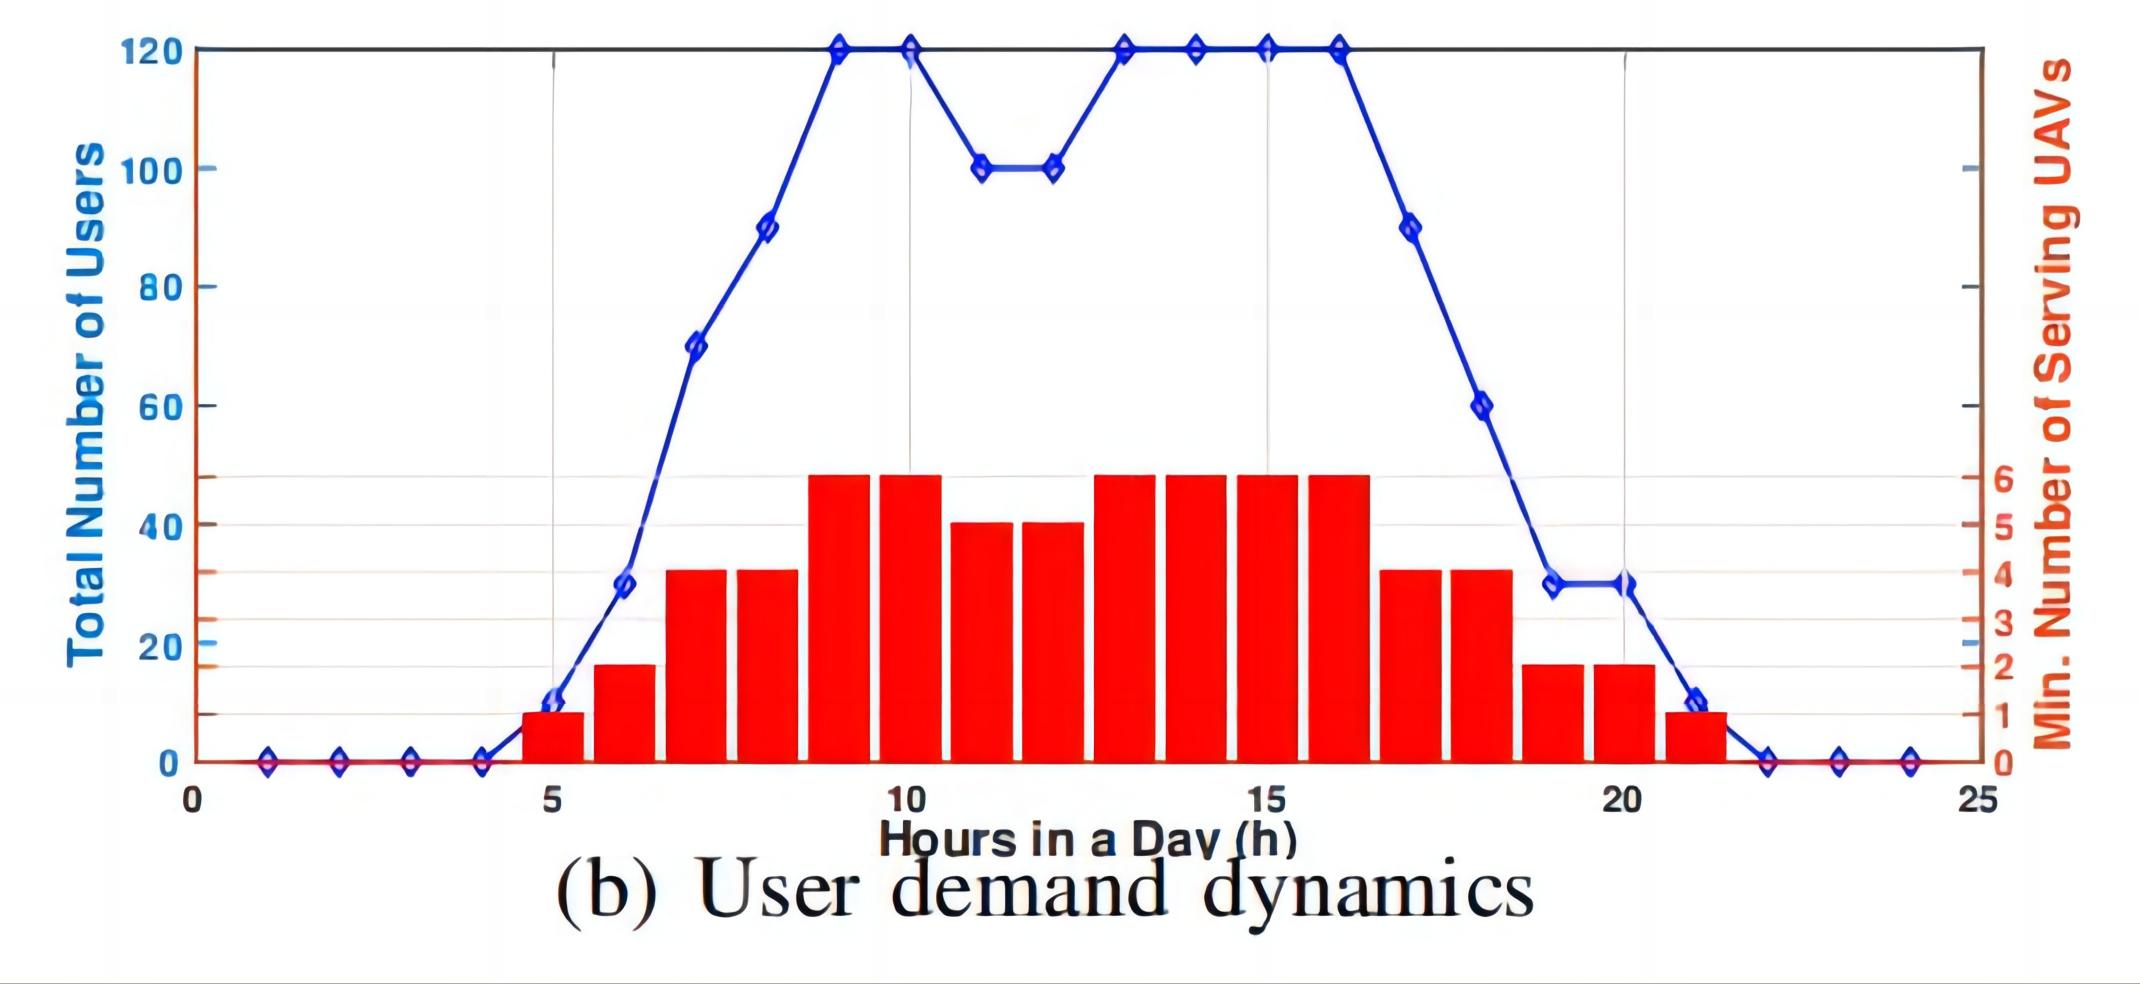 Total Number of Users
120
100
80
60
40
20
0
Min. Number of Serving UAVs
6
5
4
3
2
1
0
0 5 10 15 20 25
Hours in a Day (h)
(b) User demand dynamics